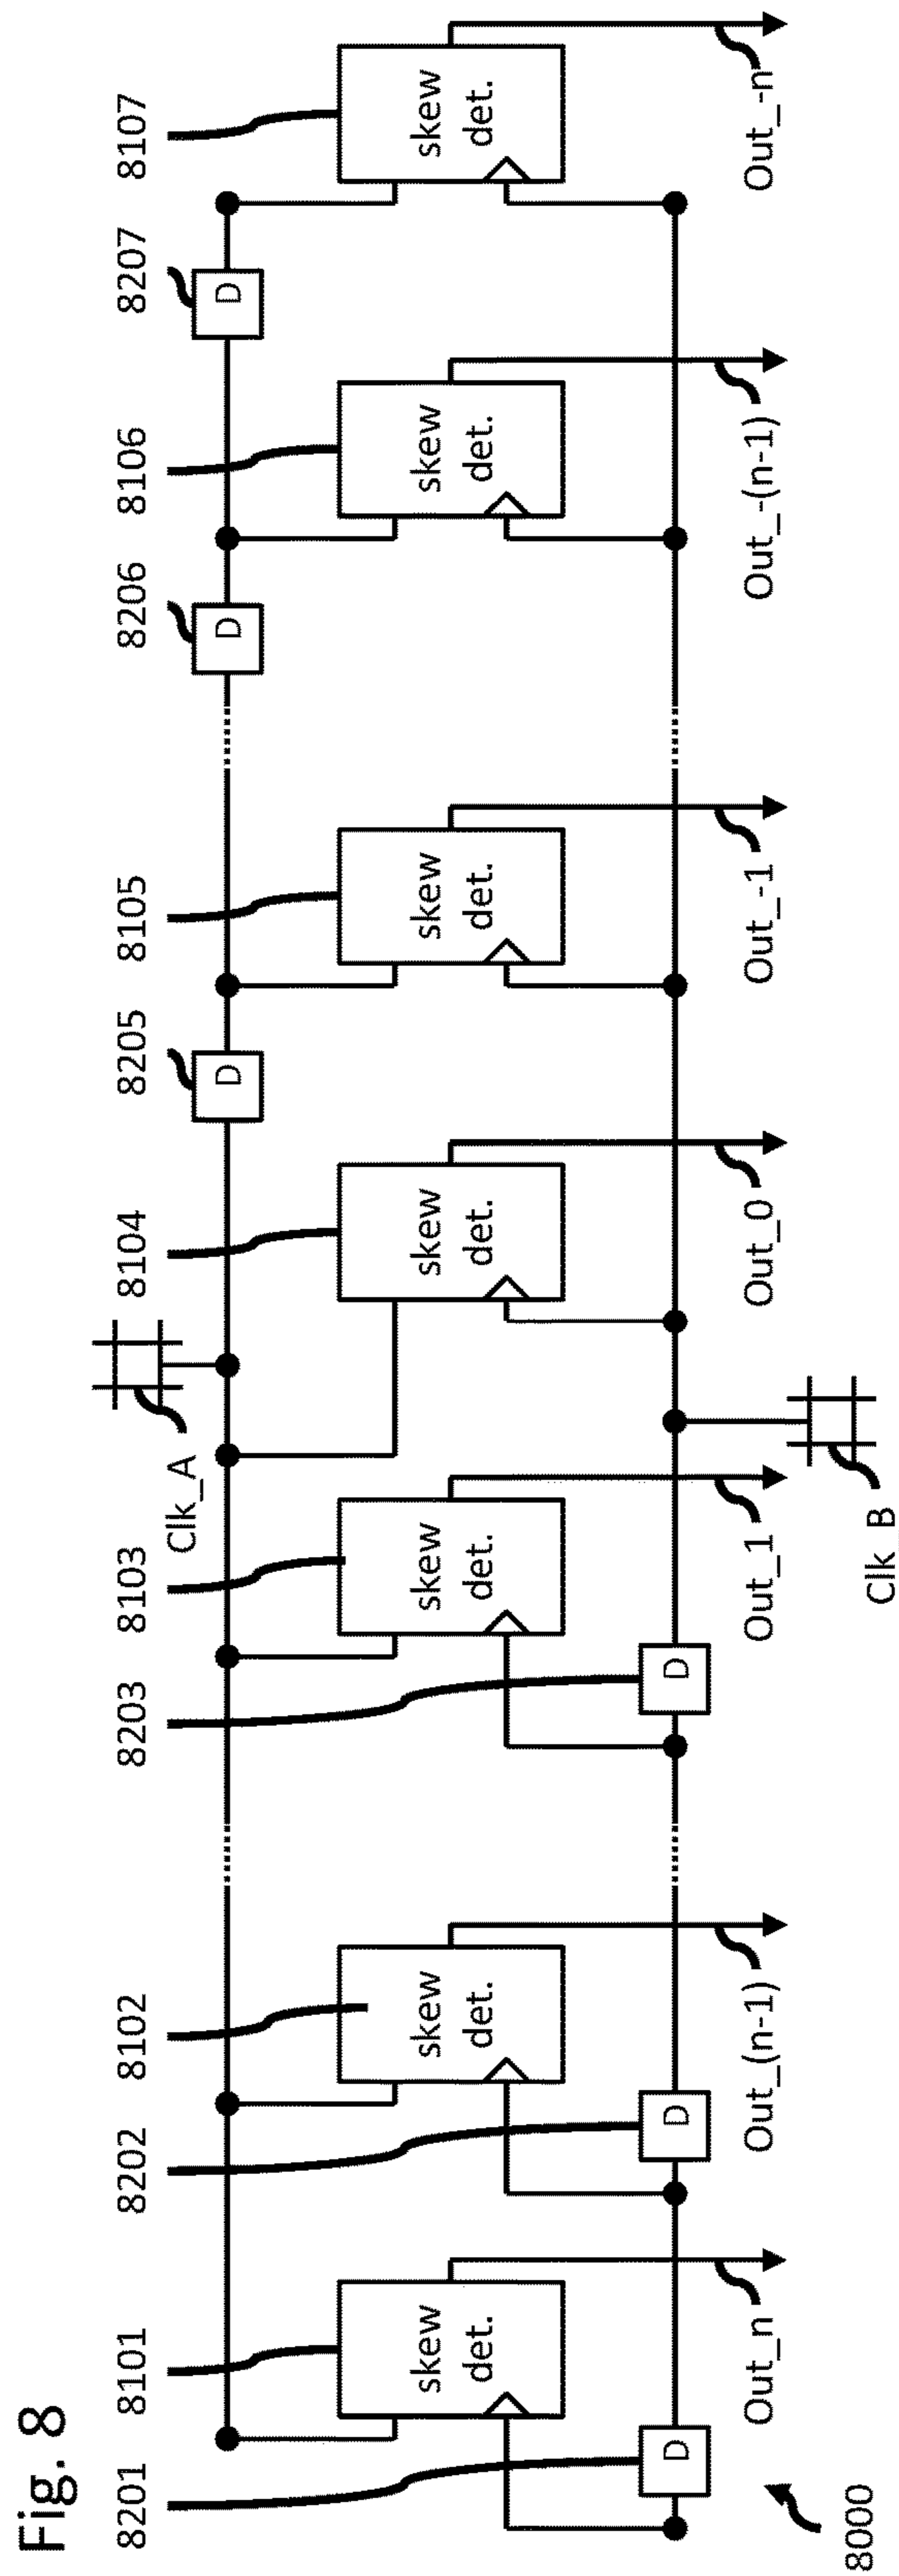 Fig. 8
8201
8101
8202
8102
8203
8103
Clk_A
8104
8205
8105
8206
8106
8207
8107
D
D
D
skew
det.
skew
det.
skew
det.
skew
det.
skew
det.
skew
det.
skew
det.
D
D
D
Out_n
Out_(n-1)
Out_1
Out_0
Out_-1
Out_-(n-1)
Out_-n
8000
Clk_B